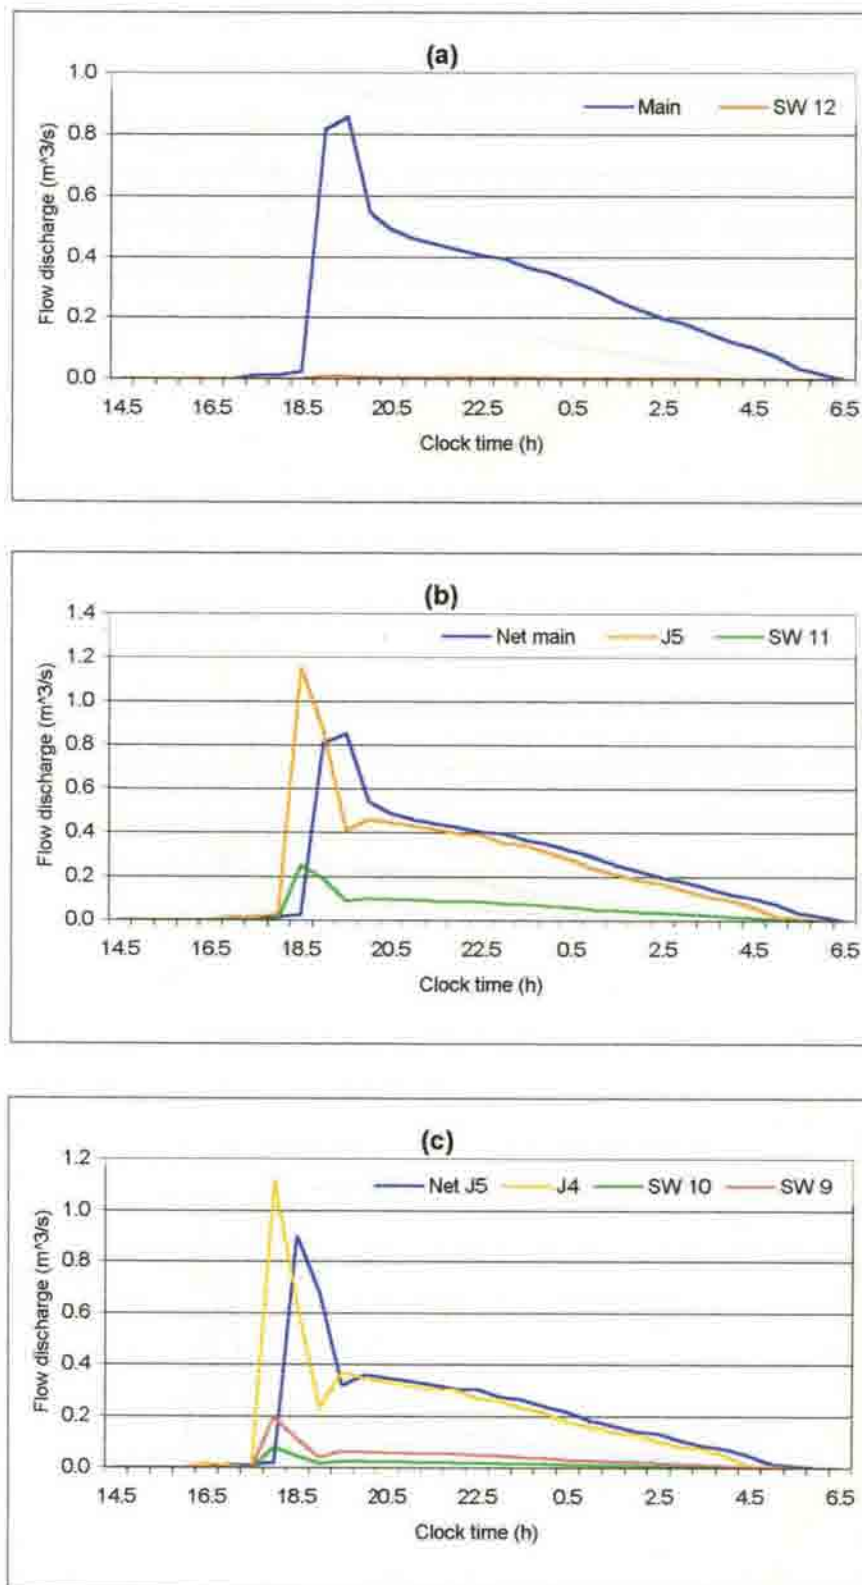 (a)
1.0
Main SW 12
0.8
0.6
0.4
0.2
0.0
Flow discharge (m^3/s)
14.5 16.5 18.5 20.5 22.5 0.5 2.5 4.5 6.5
Clock time (h)
(b)
1.4
Net main J5 SW 11
1.2
1.0
0.8
0.6
0.4
0.2
0.0
Flow discharge (m^3/s)
14.5 16.5 18.5 20.5 22.5 0.5 2.5 4.5 6.5
Clock time (h)
(c)
1.2
Net J5 J4 SW 10 SW 9
1.0
0.8
0.6
0.4
0.2
0.0
Flow discharge (m^3/s)
14.5 16.5 18.5 20.5 22.5 0.5 2.5 4.5 6.5
Clock time (h)